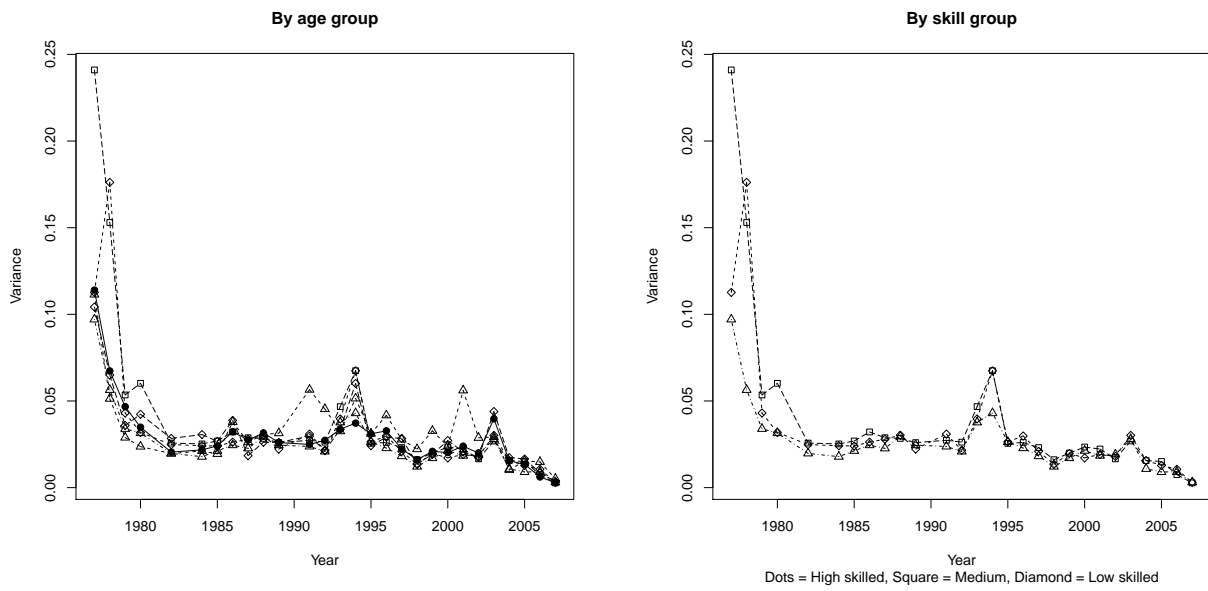 By age group
By skill group
0.25
0.20
0.15
0.10
0.05
0.00
Variance
1980 1985 1990 1995 2000 2005
Year
0.25
0.20
0.15
0.10
0.05
0.00
Variance
1980 1985 1990 1995 2000 2005
Year
Dots = High skilled, Square = Medium, Diamond = Low skilled